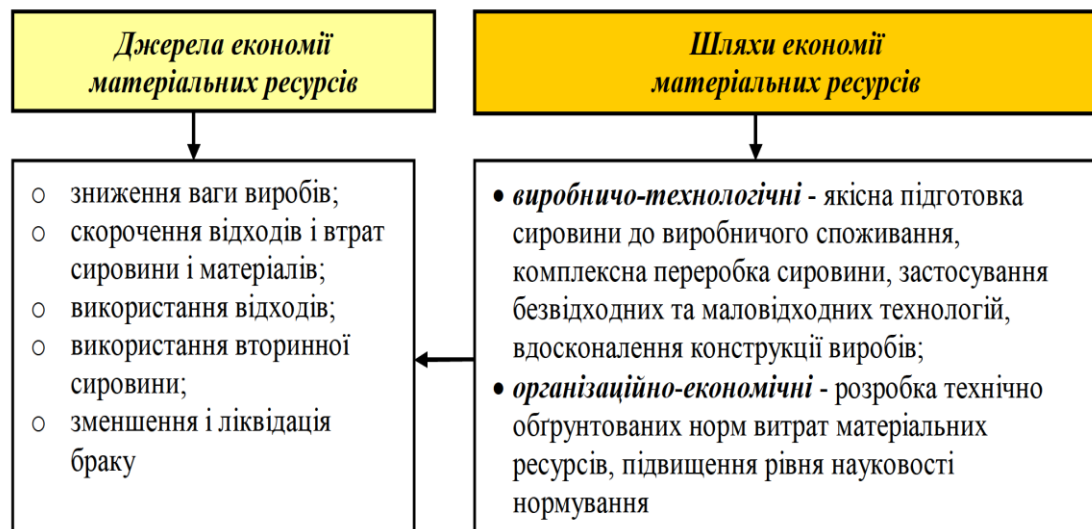 Джерела економії
матеріальних ресурсів
Шляхи економії
матеріальних ресурсів
o зниження ваги виробів;
o скорочення відходів і втрат
сировини і матеріалів;
o використання відходів;
o використання вторинної
сировини;
o зменшення і ліквідація
браку
• виробничо-технологічні - якісна підготовка
сировини до виробничого споживання,
комплексна переробка сировини, застосування
безвідходних та маловідходних технологій,
вдосконалення конструкції виробів;
• організаційно-економічні - розробка технічно
обґрунтованих норм витрат матеріальних
ресурсів, підвищення рівня науковості
нормування